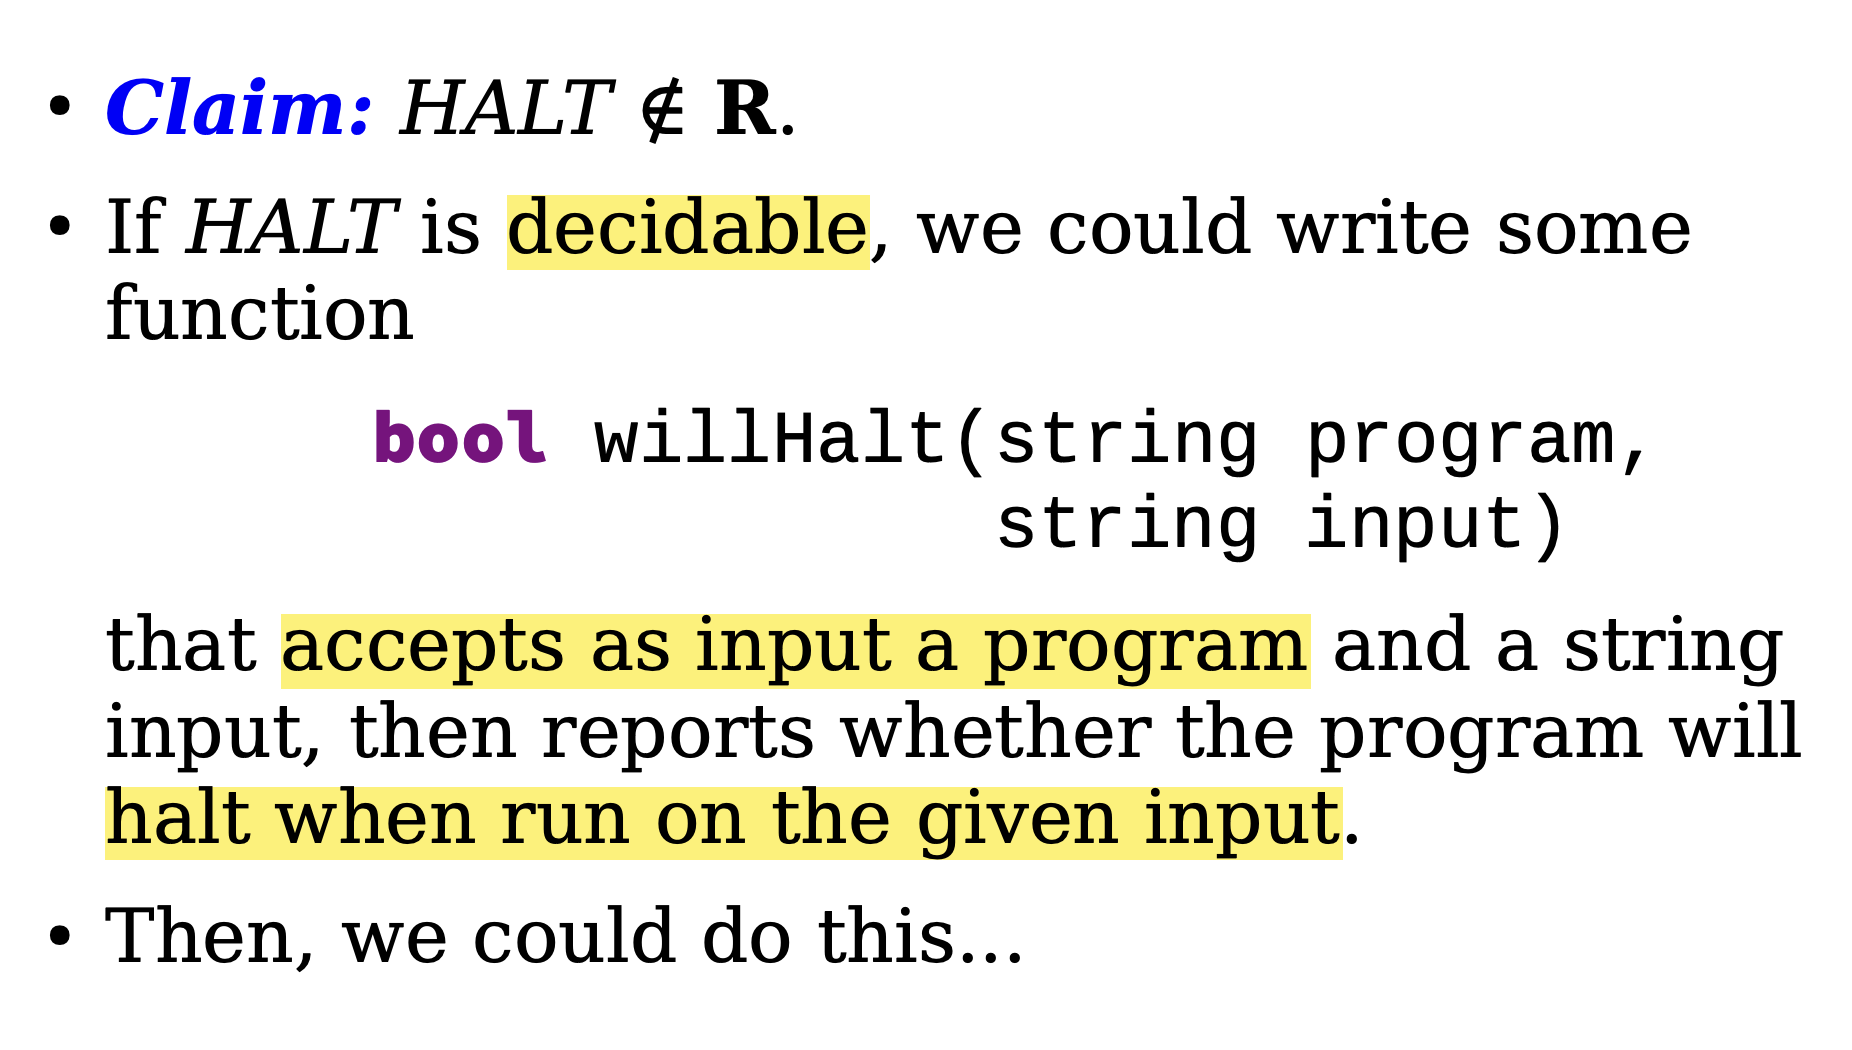 • Claim: HALT ∉ R.
• If HALT is decidable, we could write some
function
bool willHalt(string program,
string input)
that accepts as input a program and a string
input, then reports whether the program will
halt when run on the given input.
• Then, we could do this…